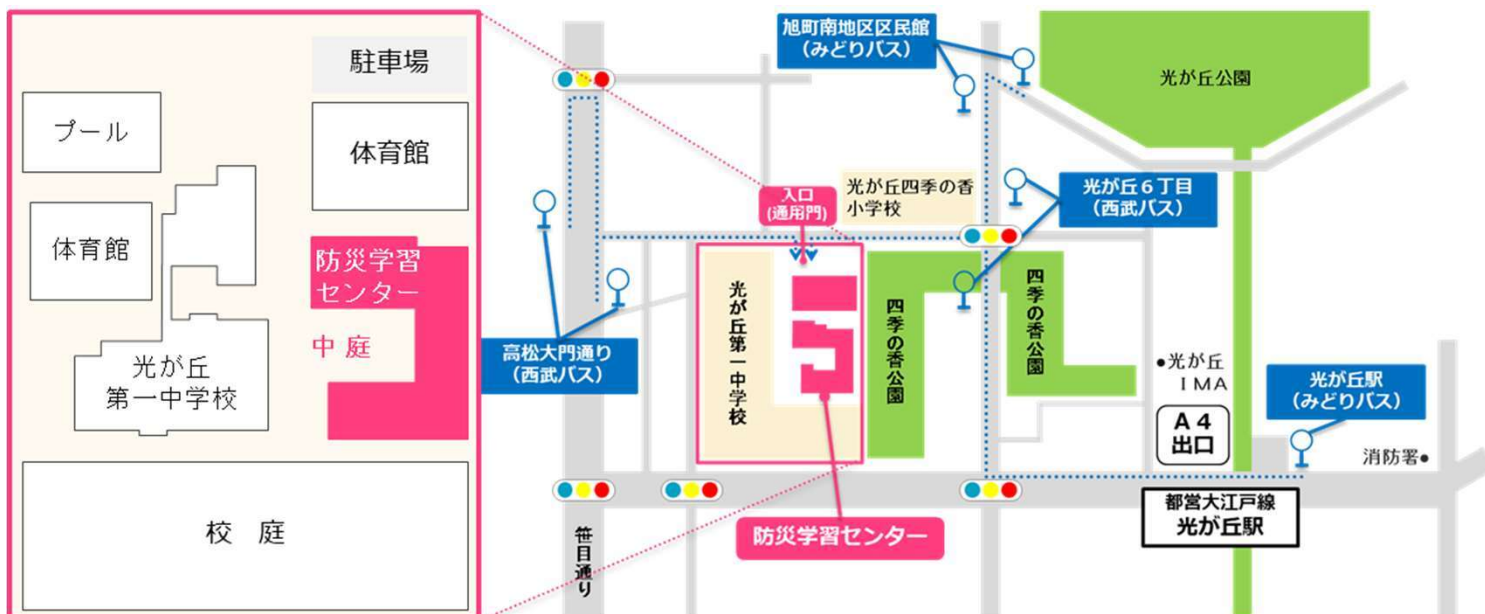 駐車場
プール
体育館
体育館
防災学習
センター
中庭
光が丘
第一中学校
校 庭
旭町南地区区民館
(みどりバス)
光が丘公園
光が丘四季の香
小学校
入口
(通用門)
光が丘6丁目
(西武バス)
高松大門通り
(西武バス)
光が丘第一中学校
四季の香公園
四季の香公園
●光が丘
IMA
光が丘駅
(みどりバス)
A4
出口
消防署●
都営大江戸線
光が丘駅
防災学習センター
笹目通り